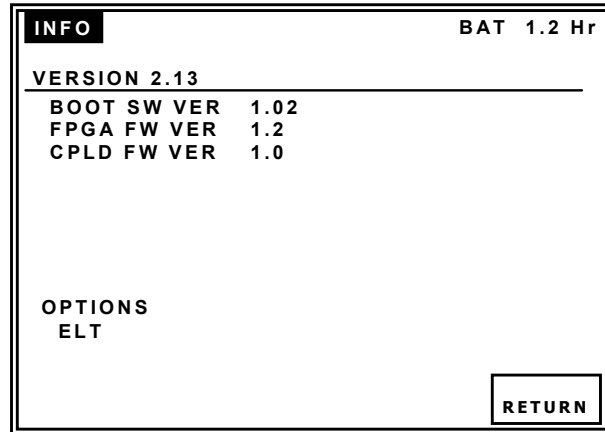 INFO BAT 1.2 Hr
VERSION 2.13
BOOT SW VER 1.02
FPGA FW VER 1.2
CPLD FW VER 1.0
OPTIONS
ELT
RETURN